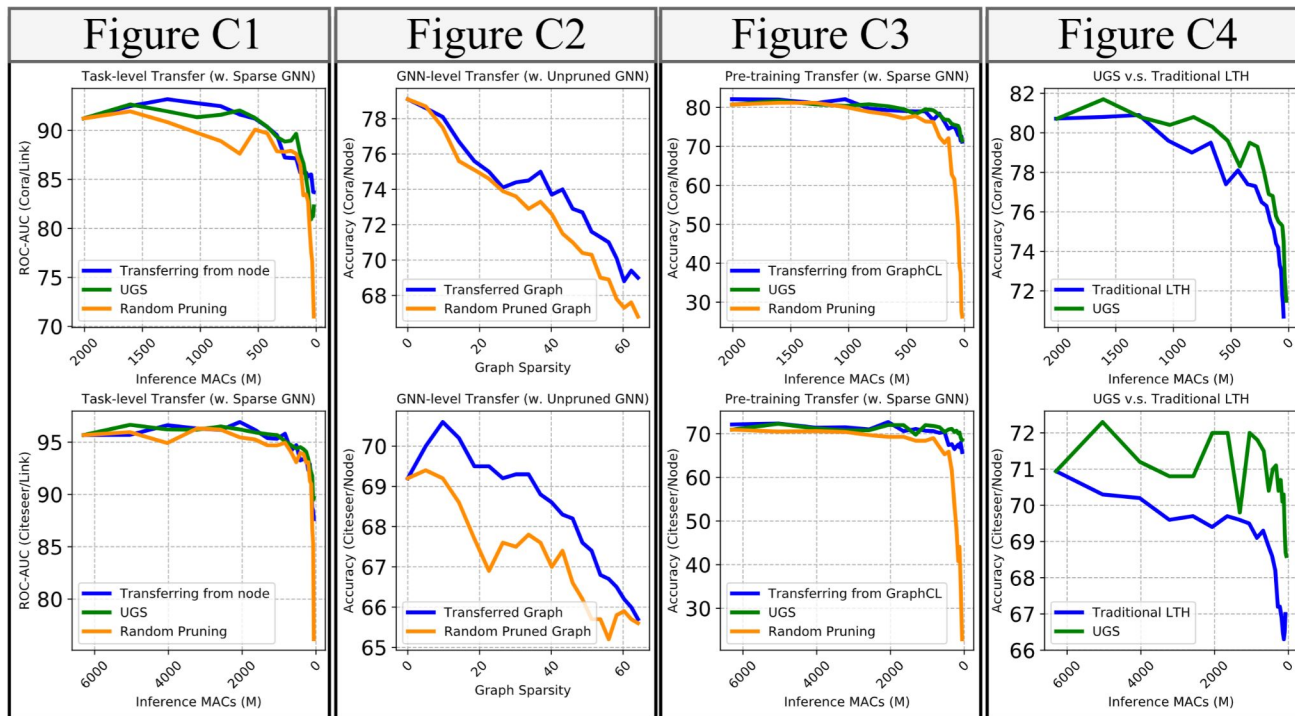 Figure C1
Figure C2
Figure C3
Figure C4
Task-level Transfer (w. Sparse GNN)
ROC-AUC (Cora/Link)
90
85
80
75
70
Transferring from node
UGS
Random Pruning
2000
1500
1000
500
0
Inference MACs (M)
GNN-level Transfer (w. Unpruned GNN)
Accuracy (Cora/Node)
78
76
74
72
70
68
Transferred Graph
Random Pruned Graph
0
20
40
60
Graph Sparsity
Pre-training Transfer (w. Sparse GNN)
Accuracy (Cora/Node)
80
70
60
50
40
30
Transferring from GraphCL
UGS
Random Pruning
2000
1500
1000
500
0
Inference MACs (M)
UGS v.s. Traditional LTH
Accuracy (Cora/Node)
82
80
78
76
74
72
Traditional LTH
UGS
2000
1500
1000
500
0
Inference MACs (M)
Task-level Transfer (w. Sparse GNN)
ROC-AUC (Citeseer/Link)
95
90
85
80
Transferring from node
UGS
Random Pruning
6000
4000
2000
0
Inference MACs (M)
GNN-level Transfer (w. Unpruned GNN)
Accuracy (Citeseer/Node)
70
69
68
67
66
65
Transferred Graph
Random Pruned Graph
0
20
40
60
Graph Sparsity
Pre-training Transfer (w. Sparse GNN)
Accuracy (Citeseer/Node)
70
60
50
40
30
Transferring from GraphCL
UGS
Random Pruning
6000
4000
2000
0
Inference MACs (M)
UGS v.s. Traditional LTH
Accuracy (Citeseer/Node)
72
71
70
69
68
67
66
Traditional LTH
UGS
6000
4000
2000
0
Inference MACs (M)